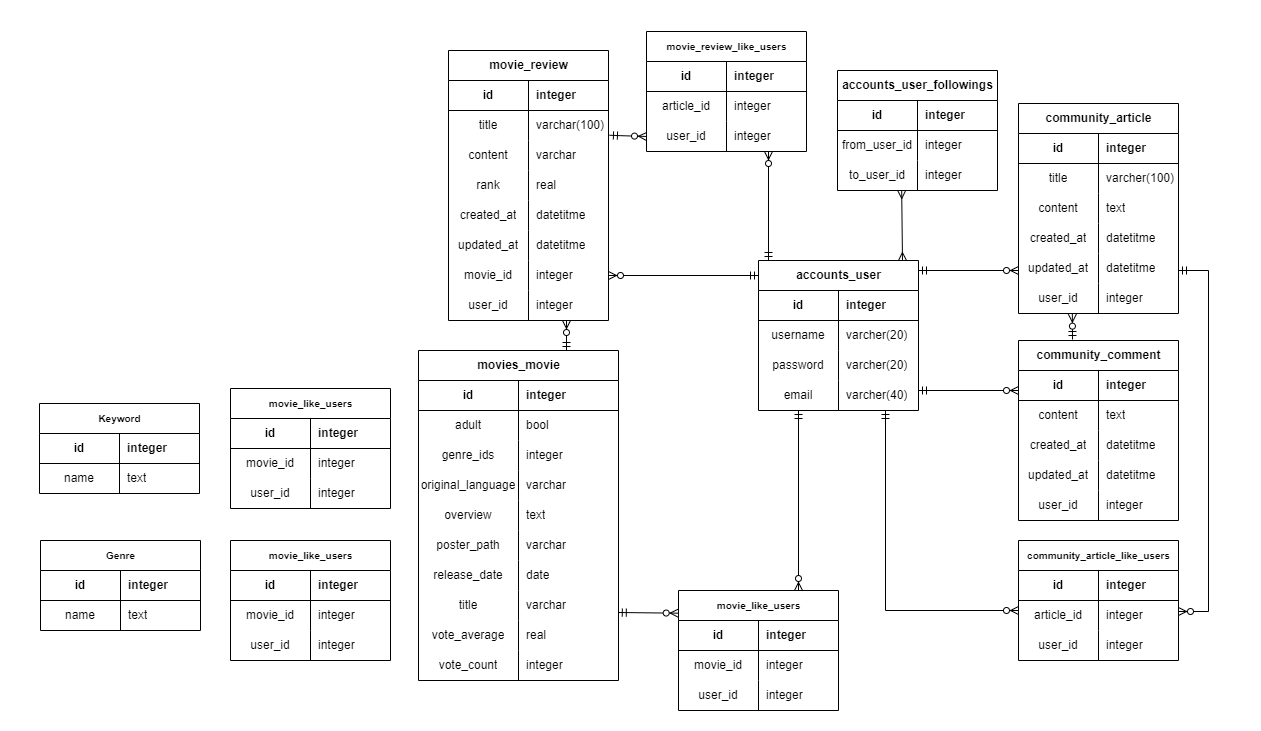 movie_review
id integer
title varchar(100)
content varchar
rank real
created_at datetitme
updated_at datetitme
movie_id integer
user_id integer
movie_review_like_users
id integer
article_id integer
user_id integer
accounts_user_followings
id integer
from_user_id integer
to_user_id integer
community_article
id integer
title varcher(100)
content text
created_at datetitme
updated_at datetitme
user_id integer
accounts_user
id integer
username varcher(20)
password varcher(20)
email varcher(40)
community_comment
id integer
content text
created_at datetitme
updated_at datetitme
user_id integer
movies_movie
id integer
adult bool
genre_ids integer
original_language varchar
overview text
poster_path varchar
release_date date
title varchar
vote_average real
vote_count integer
Keyword
id integer
name text
movie_like_users
id integer
movie_id integer
user_id integer
Genre
id integer
name text
movie_like_users
id integer
movie_id integer
user_id integer
movie_like_users
id integer
movie_id integer
user_id integer
community_article_like_users
id integer
article_id integer
user_id integer